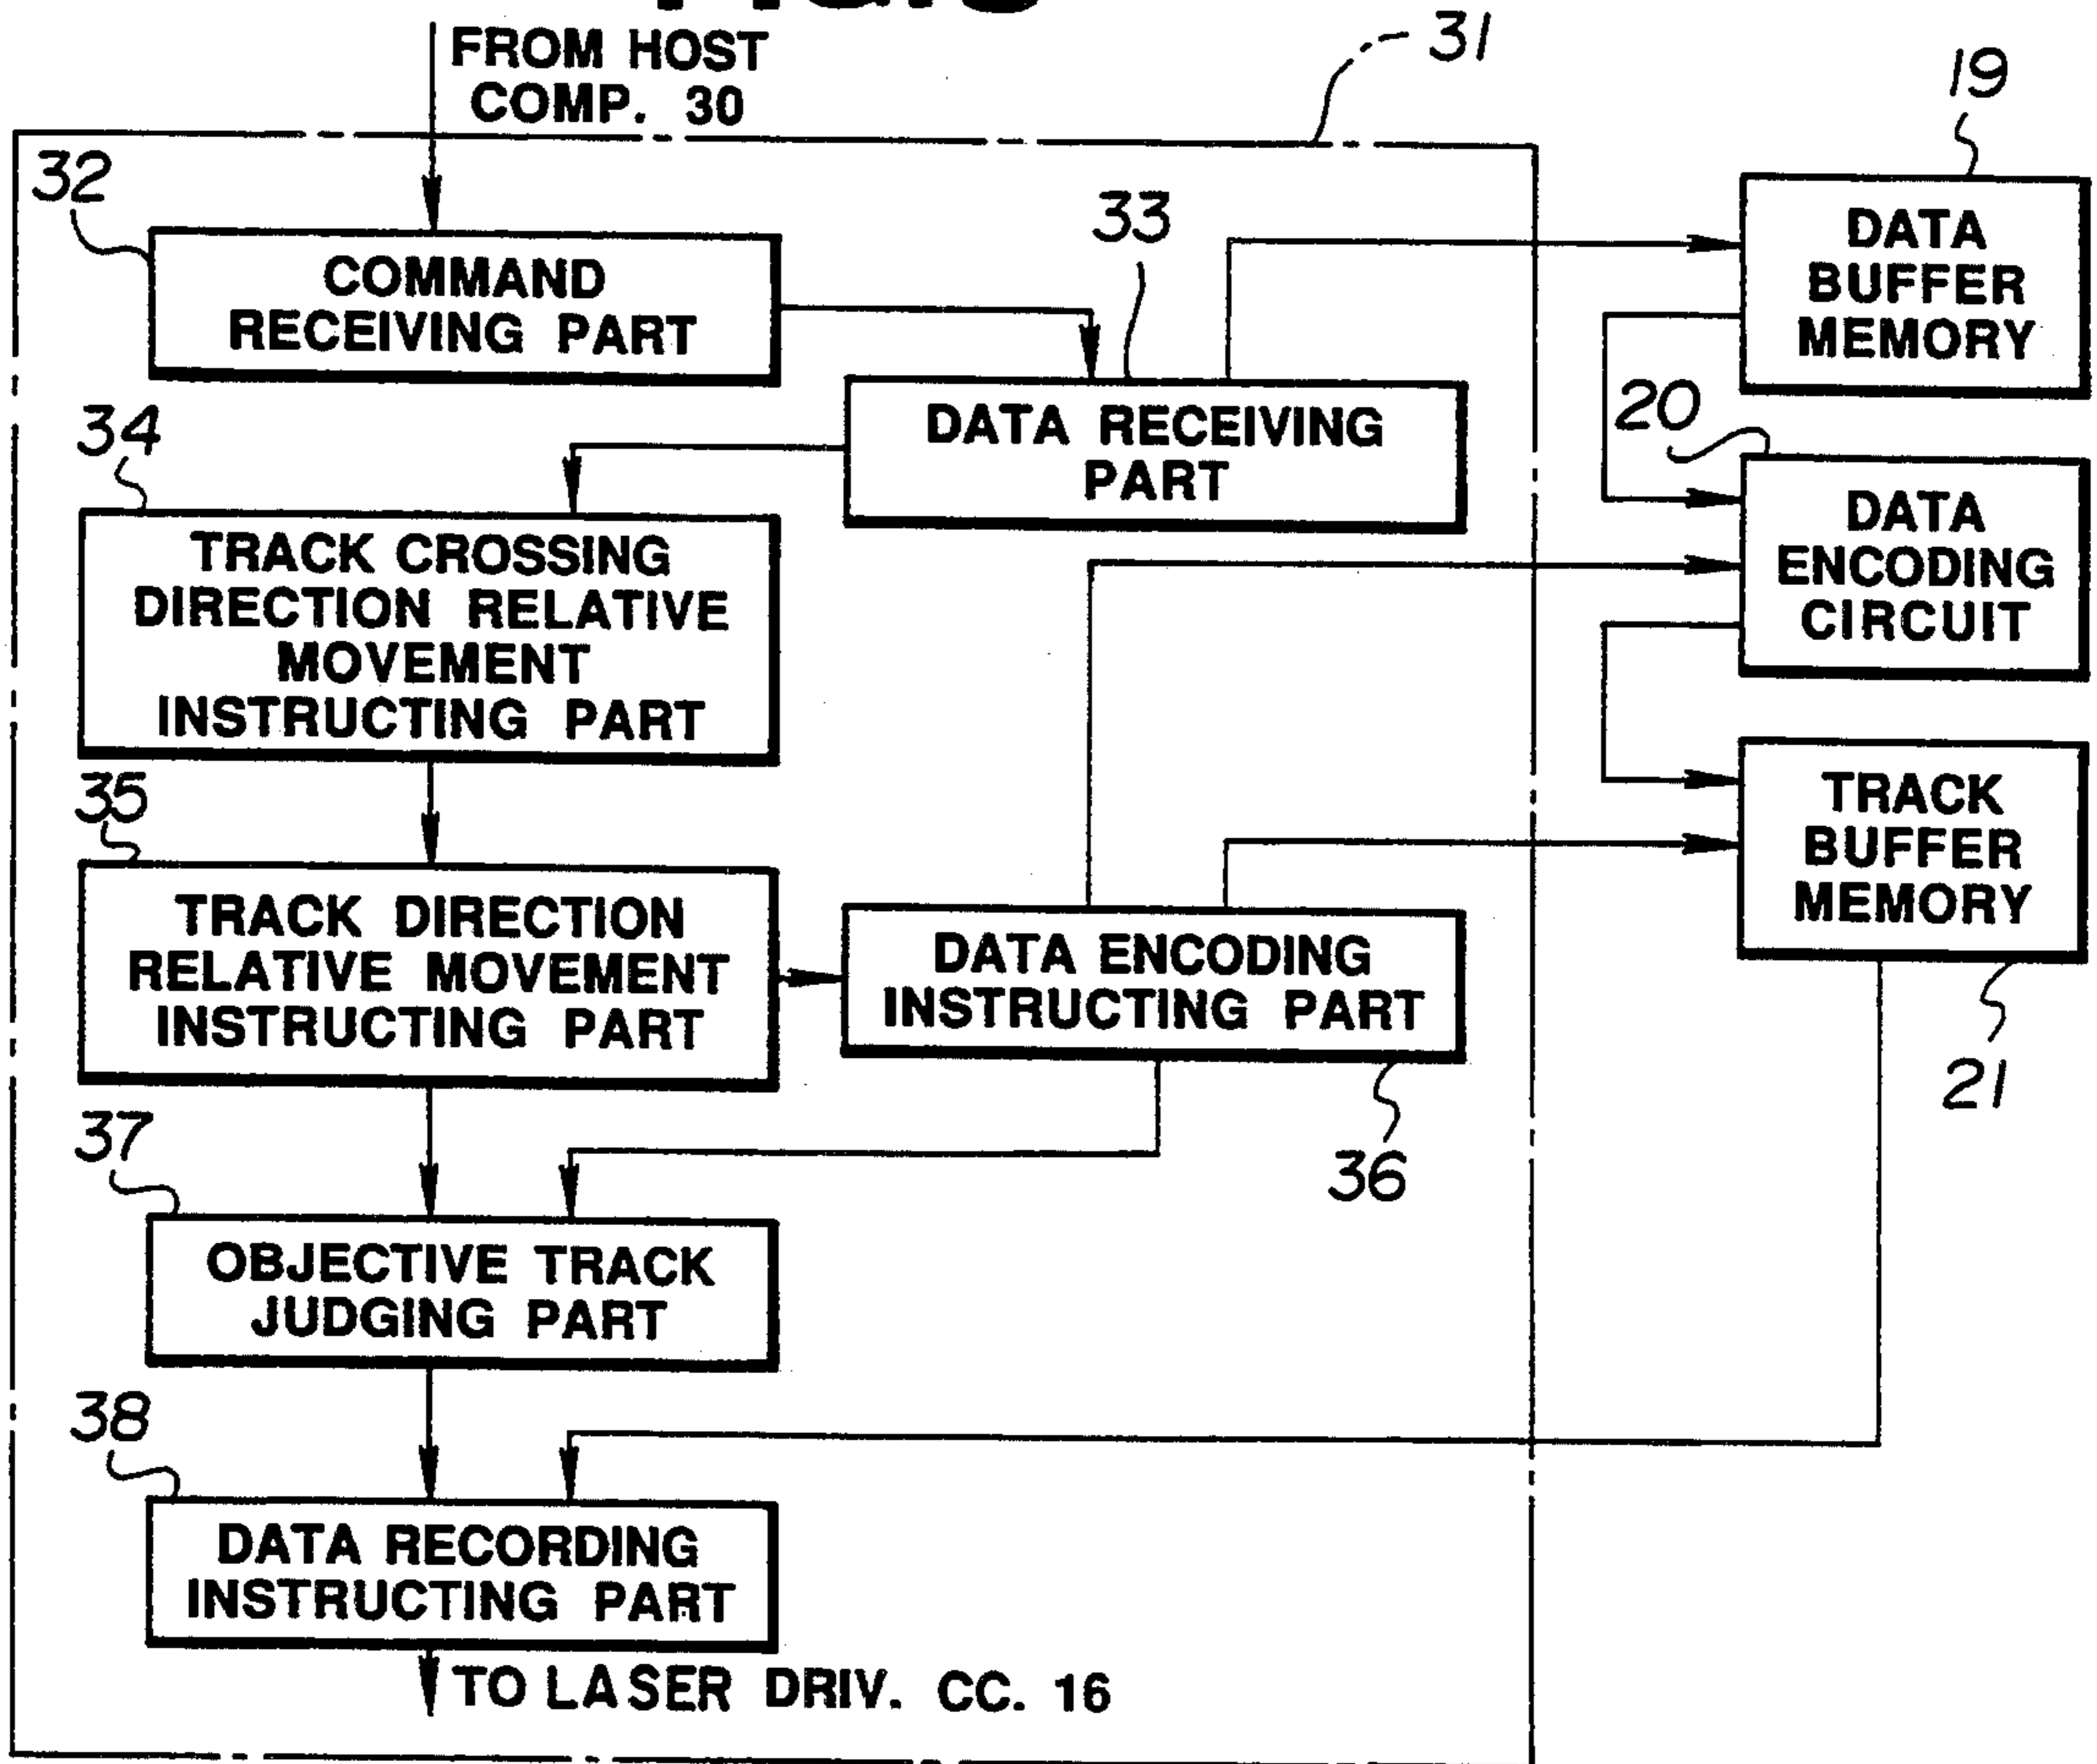 FROM HOST
COMP. 30
31
19
32
COMMAND
RECEIVING PART
33
DATA
BUFFER
MEMORY
34
DATA RECEIVING
PART
20
TRACK CROSSING
DIRECTION RELATIVE
MOVEMENT
INSTRUCTING PART
DATA
ENCODING
CIRCUIT
35
TRACK DIRECTION
RELATIVE MOVEMENT
INSTRUCTING PART
DATA ENCODING
INSTRUCTING PART
TRACK
BUFFER
MEMORY
21
36
37
OBJECTIVE TRACK
JUDGING PART
38
DATA RECORDING
INSTRUCTING PART
TO LASER DRIV. CC. 16